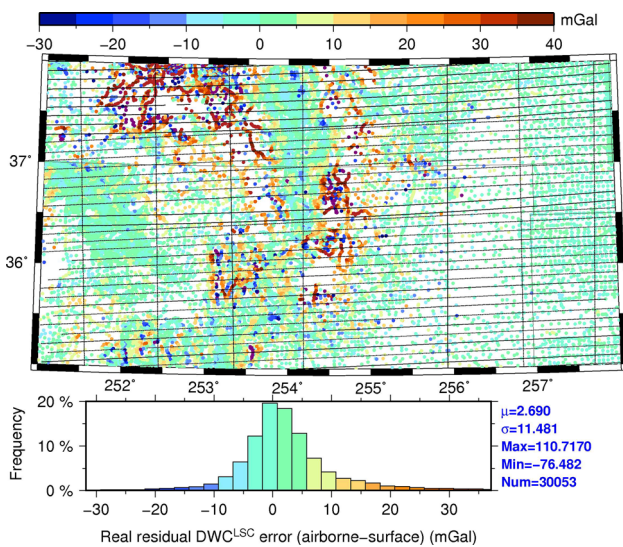 mGal
−30 −20 −10 0 10 20 30 40
37°
36°
252° 253° 254° 255° 256° 257°
20 %
10 %
0 %
Frequency
−30 −20 −10 0 10 20 30
Real residual DWCLSC error (airborne−surface) (mGal)
μ=2.690
σ=11.481
Max=110.7170
Min=−76.482
Num=30053